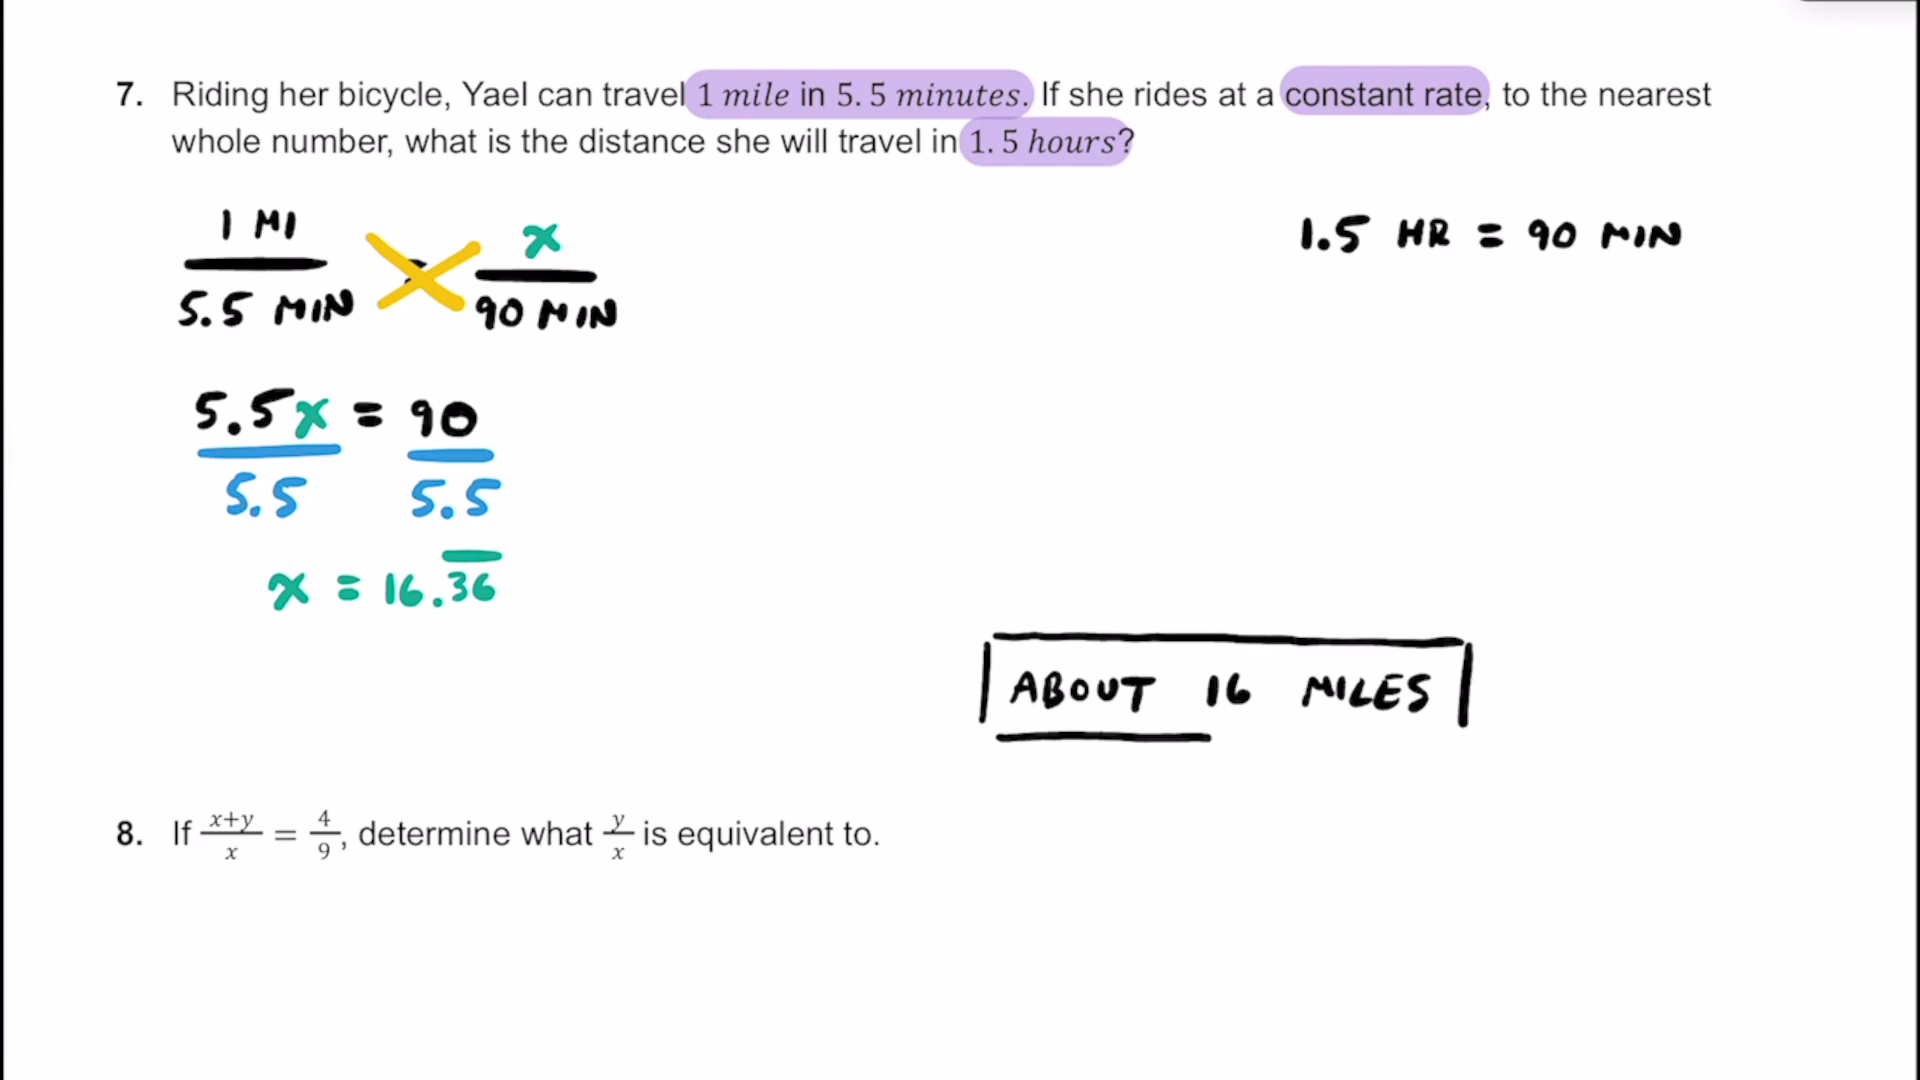 7. Riding her bicycle, Yael can travel 1 mile in 5.5 minutes. If she rides at a constant rate, to the nearest
whole number, what is the distance she will travel in 1.5 hours?
1 MI / 5.5 MIN = x / 90 MIN
1.5 HR = 90 MIN
5.5x = 90
5.5 5.5
x = 16.3̅6̅
ABOUT 16 MILES
8. If (x+y)/x = 4/9, determine what y/x is equivalent to.